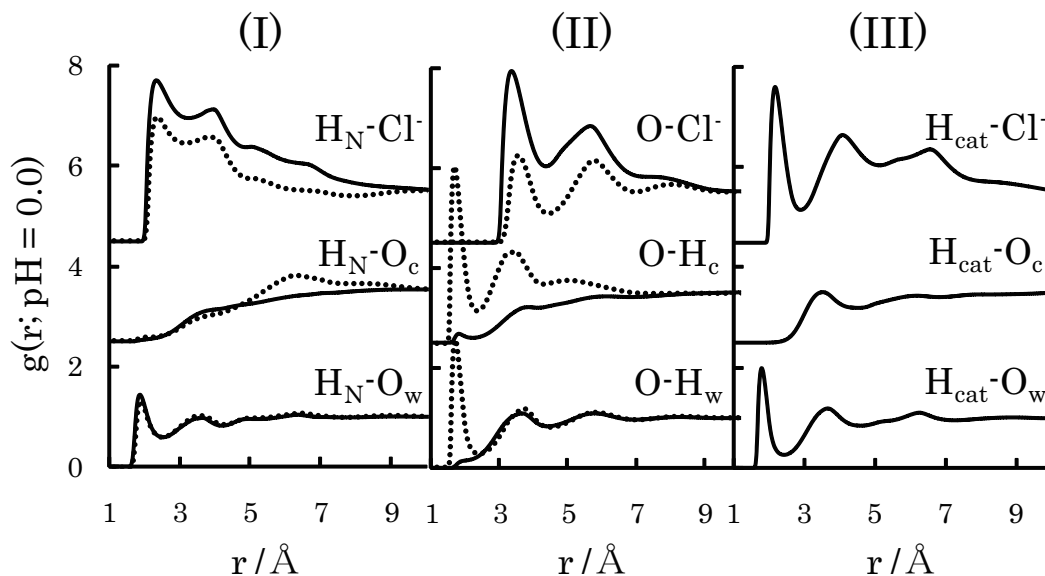 (I) (II) (III)
g(r; pH = 0.0)
8
6
4
2
0
H_N-Cl⁻
H_N-O_c
H_N-O_w
O-Cl⁻
O-H_c
O-H_w
H_cat-Cl⁻
H_cat-O_c
H_cat-O_w
1 3 5 7 9 1 3 5 7 9 1 3 5 7 9
r / Å r / Å r / Å